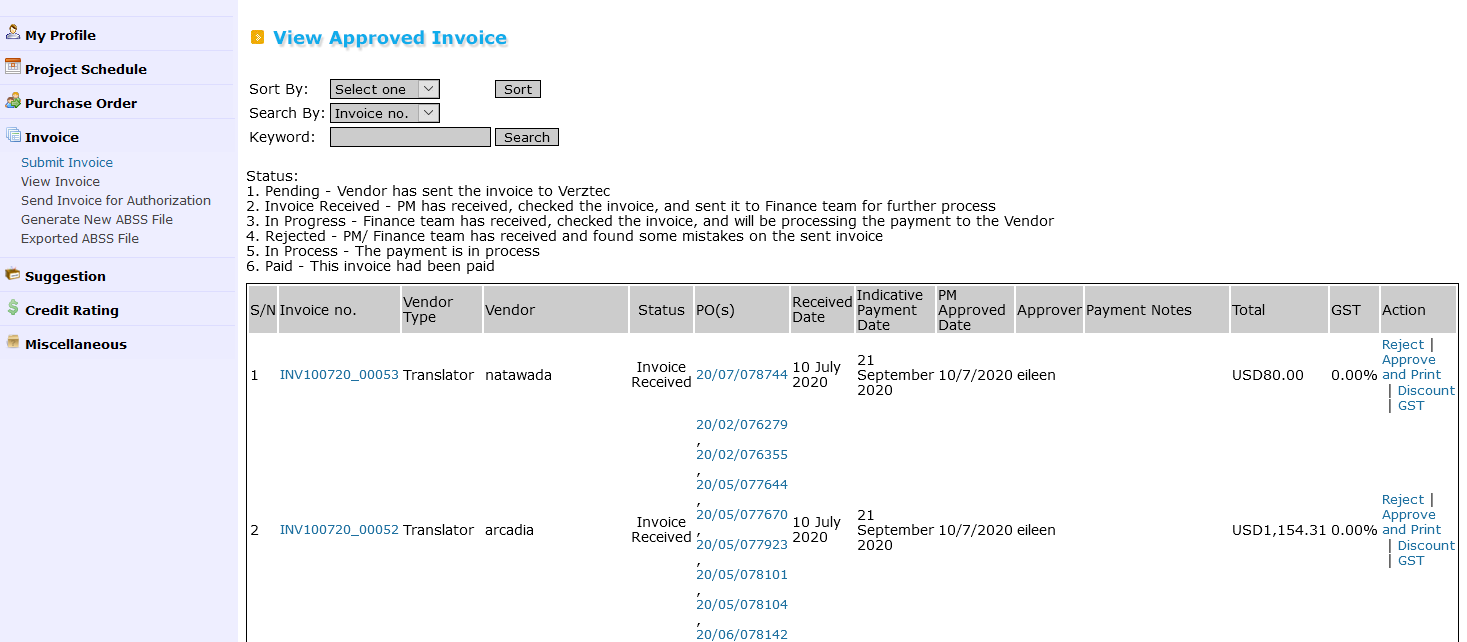 My Profile
Project Schedule
Purchase Order
Invoice
Submit Invoice
View Invoice
Send Invoice for Authorization
Generate New ABSS File
Exported ABSS File
Suggestion
Credit Rating
Miscellaneous
View Approved Invoice
Sort By: Select one Sort
Search By: Invoice no.
Keyword: Search
Status:
1. Pending - Vendor has sent the invoice to Verztec
2. Invoice Received - PM has received, checked the invoice, and sent it to Finance team for further process
3. In Progress - Finance team has received, checked the invoice, and will be processing the payment to the Vendor
4. Rejected - PM/ Finance team has received and found some mistakes on the sent invoice
5. In Process - The payment is in process
6. Paid - This invoice had been paid
S/N
Invoice no.
Vendor
Type
Vendor
Status
PO(s)
Received
Date
Indicative
Payment
Date
PM
Approved
Date
Approver
Payment Notes
Total
GST
Action
1
INV100720_00053
Translator
natawada
Invoice
Received
20/07/078744
10 July
2020
21
September
2020
10/7/2020
eileen
USD80.00
0.00%
Reject |
Approve
and Print
| Discount
| GST
2
INV100720_00052
Translator
arcadia
Invoice
Received
20/02/076279
,
20/02/076355
,
20/05/077644
,
20/05/077670
,
20/05/077923
,
20/05/078101
,
20/05/078104
,
20/06/078142
10 July
2020
21
September
2020
10/7/2020
eileen
USD1,154.31
0.00%
Reject |
Approve
and Print
| Discount
| GST